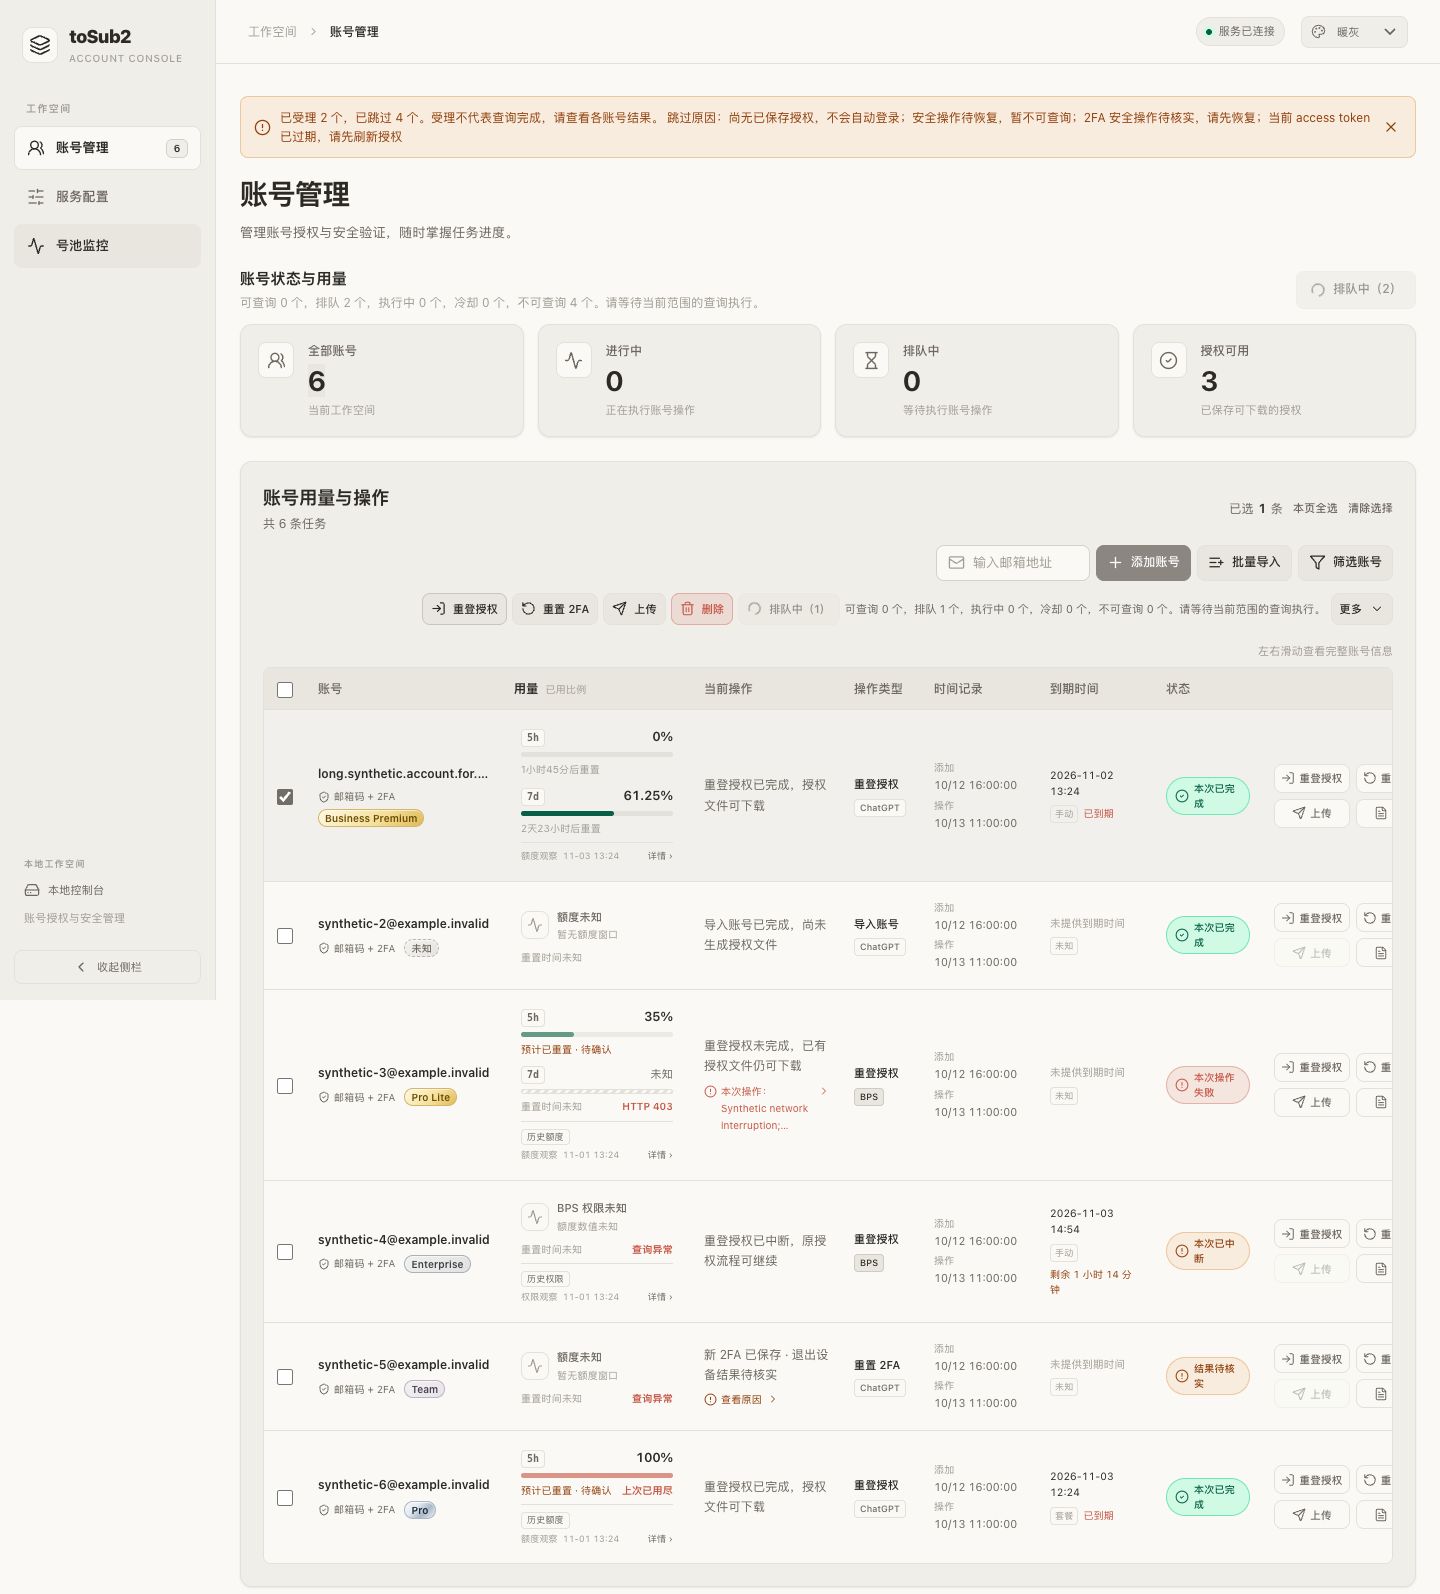 toSub2
ACCOUNT CONSOLE
工作空间
账号管理 6
服务配置
号池监控
本地工作空间
本地控制台
账号授权与安全管理
收起侧栏
工作空间 > 账号管理
服务已连接
暖灰
已受理 2 个，已跳过 4 个。受理不代表查询完成，请查看各账号结果。 跳过原因：尚无已保存授权，不会自动登录；安全操作待恢复，暂不可查询；2FA 安全操作待核实，请先恢复；当前 access token
已过期，请先刷新授权
账号管理
管理账号授权与安全验证，随时掌握任务进度。
账号状态与用量
可查询 0 个，排队 2 个，执行中 0 个，冷却 0 个，不可查询 4 个。请等待当前范围的查询执行。
排队中（2）
全部账号
6
当前工作空间
进行中
0
正在执行账号操作
排队中
0
等待执行账号操作
授权可用
3
已保存可下载的授权
账号用量与操作
共 6 条任务
已选 1 条 本页全选 清除选择
输入邮箱地址
添加账号
批量导入
筛选账号
重登授权
重置 2FA
上传
删除
排队中（1）
可查询 0 个，排队 1 个，执行中 0 个，冷却 0 个，不可查询 0 个。请等待当前范围的查询执行。
更多
左右滑动查看完整账号信息
账号 用量 已用比例 当前操作 操作类型 时间记录 到期时间 状态
long.synthetic.account.for....
邮箱码 + 2FA
Business Premium
5h 0%
1小时45分后重置
7d 61.25%
2天23小时后重置
额度观察 11-03 13:24 详情 ›
重登授权已完成，授权
文件可下载
重登授权
ChatGPT
添加
10/12 16:00:00
操作
10/13 11:00:00
2026-11-02
13:24
手动 已到期
本次已完
成
重登授权
重
上传
synthetic-2@example.invalid
邮箱码 + 2FA 未知
额度未知
暂无额度窗口
重置时间未知
导入账号已完成，尚未
生成授权文件
导入账号
ChatGPT
添加
10/12 16:00:00
操作
10/13 11:00:00
未提供到期时间
未知
本次已完
成
重登授权
重
上传
synthetic-3@example.invalid
邮箱码 + 2FA Pro Lite
5h 35%
预计已重置 · 待确认
7d 未知
重置时间未知 HTTP 403
历史额度
额度观察 11-01 13:24 详情 ›
重登授权未完成，已有
授权文件仍可下载
本次操作：
Synthetic network
interruption;...
重登授权
BPS
添加
10/12 16:00:00
操作
10/13 11:00:00
未提供到期时间
未知
本次操作
失败
重登授权
重
上传
synthetic-4@example.invalid
邮箱码 + 2FA Enterprise
BPS 权限未知
额度数值未知
重置时间未知 查询异常
历史权限
权限观察 11-01 13:24 详情 ›
重登授权已中断，原授
权流程可继续
重登授权
BPS
添加
10/12 16:00:00
操作
10/13 11:00:00
2026-11-03
14:54
手动
剩余 1 小时 14 分
钟
本次已中
断
重登授权
重
上传
synthetic-5@example.invalid
邮箱码 + 2FA Team
额度未知
暂无额度窗口
重置时间未知 查询异常
新 2FA 已保存 · 退出设
备结果待核实
查看原因
重置 2FA
ChatGPT
添加
10/12 16:00:00
操作
10/13 11:00:00
未提供到期时间
未知
结果待核
实
重登授权
重
上传
synthetic-6@example.invalid
邮箱码 + 2FA Pro
5h 100%
预计已重置 · 待确认 上次已用尽
历史额度
额度观察 11-01 13:24 详情 ›
重登授权已完成，授权
文件可下载
重登授权
ChatGPT
添加
10/12 16:00:00
操作
10/13 11:00:00
2026-11-03
12:24
套餐 已到期
本次已完
成
重登授权
重
上传